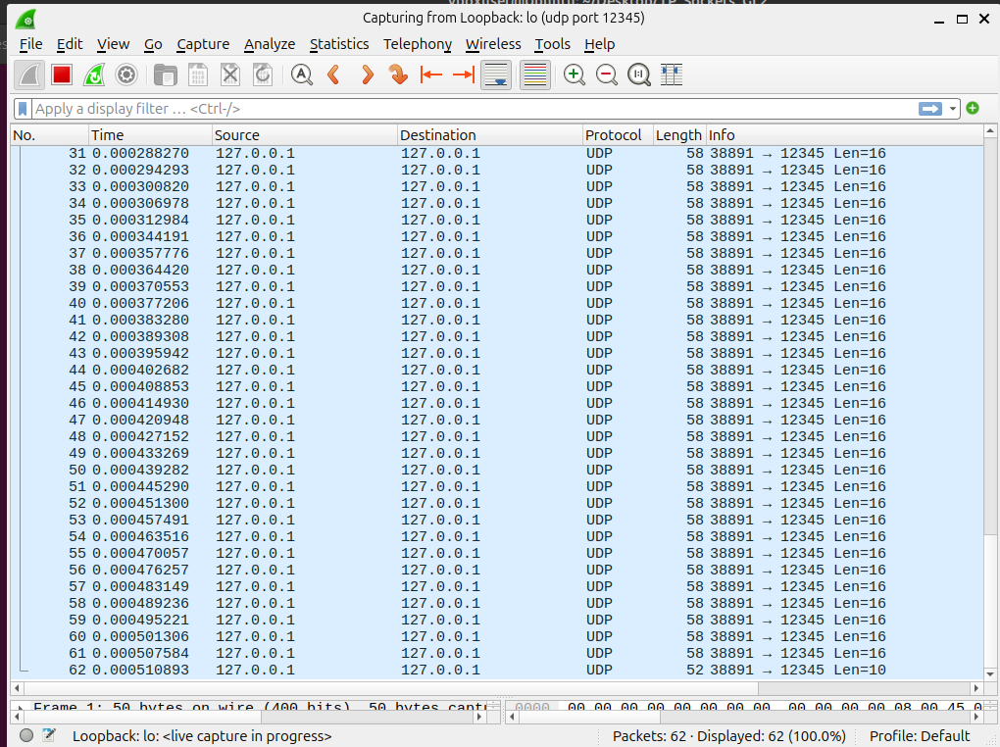 Capturing from Loopback: lo (udp port 12345)
File Edit View Go Capture Analyze Statistics Telephony Wireless Tools Help
Apply a display filter … <Ctrl-/>
No. Time Source Destination Protocol Length Info
31 0.000288270 127.0.0.1 127.0.0.1 UDP 58 38891 → 12345 Len=16
32 0.000294293 127.0.0.1 127.0.0.1 UDP 58 38891 → 12345 Len=16
33 0.000300820 127.0.0.1 127.0.0.1 UDP 58 38891 → 12345 Len=16
34 0.000306978 127.0.0.1 127.0.0.1 UDP 58 38891 → 12345 Len=16
35 0.000312984 127.0.0.1 127.0.0.1 UDP 58 38891 → 12345 Len=16
36 0.000344191 127.0.0.1 127.0.0.1 UDP 58 38891 → 12345 Len=16
37 0.000357776 127.0.0.1 127.0.0.1 UDP 58 38891 → 12345 Len=16
38 0.000364420 127.0.0.1 127.0.0.1 UDP 58 38891 → 12345 Len=16
39 0.000370553 127.0.0.1 127.0.0.1 UDP 58 38891 → 12345 Len=16
40 0.000377206 127.0.0.1 127.0.0.1 UDP 58 38891 → 12345 Len=16
41 0.000383280 127.0.0.1 127.0.0.1 UDP 58 38891 → 12345 Len=16
42 0.000389308 127.0.0.1 127.0.0.1 UDP 58 38891 → 12345 Len=16
43 0.000395942 127.0.0.1 127.0.0.1 UDP 58 38891 → 12345 Len=16
44 0.000402682 127.0.0.1 127.0.0.1 UDP 58 38891 → 12345 Len=16
45 0.000408853 127.0.0.1 127.0.0.1 UDP 58 38891 → 12345 Len=16
46 0.000414930 127.0.0.1 127.0.0.1 UDP 58 38891 → 12345 Len=16
47 0.000420948 127.0.0.1 127.0.0.1 UDP 58 38891 → 12345 Len=16
48 0.000427152 127.0.0.1 127.0.0.1 UDP 58 38891 → 12345 Len=16
49 0.000433269 127.0.0.1 127.0.0.1 UDP 58 38891 → 12345 Len=16
50 0.000439282 127.0.0.1 127.0.0.1 UDP 58 38891 → 12345 Len=16
51 0.000445290 127.0.0.1 127.0.0.1 UDP 58 38891 → 12345 Len=16
52 0.000451300 127.0.0.1 127.0.0.1 UDP 58 38891 → 12345 Len=16
53 0.000457491 127.0.0.1 127.0.0.1 UDP 58 38891 → 12345 Len=16
54 0.000463516 127.0.0.1 127.0.0.1 UDP 58 38891 → 12345 Len=16
55 0.000470057 127.0.0.1 127.0.0.1 UDP 58 38891 → 12345 Len=16
56 0.000476257 127.0.0.1 127.0.0.1 UDP 58 38891 → 12345 Len=16
57 0.000483149 127.0.0.1 127.0.0.1 UDP 58 38891 → 12345 Len=16
58 0.000489236 127.0.0.1 127.0.0.1 UDP 58 38891 → 12345 Len=16
59 0.000495221 127.0.0.1 127.0.0.1 UDP 58 38891 → 12345 Len=16
60 0.000501306 127.0.0.1 127.0.0.1 UDP 58 38891 → 12345 Len=16
61 0.000507584 127.0.0.1 127.0.0.1 UDP 58 38891 → 12345 Len=16
62 0.000510893 127.0.0.1 127.0.0.1 UDP 52 38891 → 12345 Len=10
Frame 1: 50 bytes on wire (400 bits), 50 bytes capt 0000 00 00 00 00 00 00 00 00 00 00 00 00 08 00 45 0
Loopback: lo: <live capture in progress> Packets: 62 · Displayed: 62 (100.0%) Profile: Default